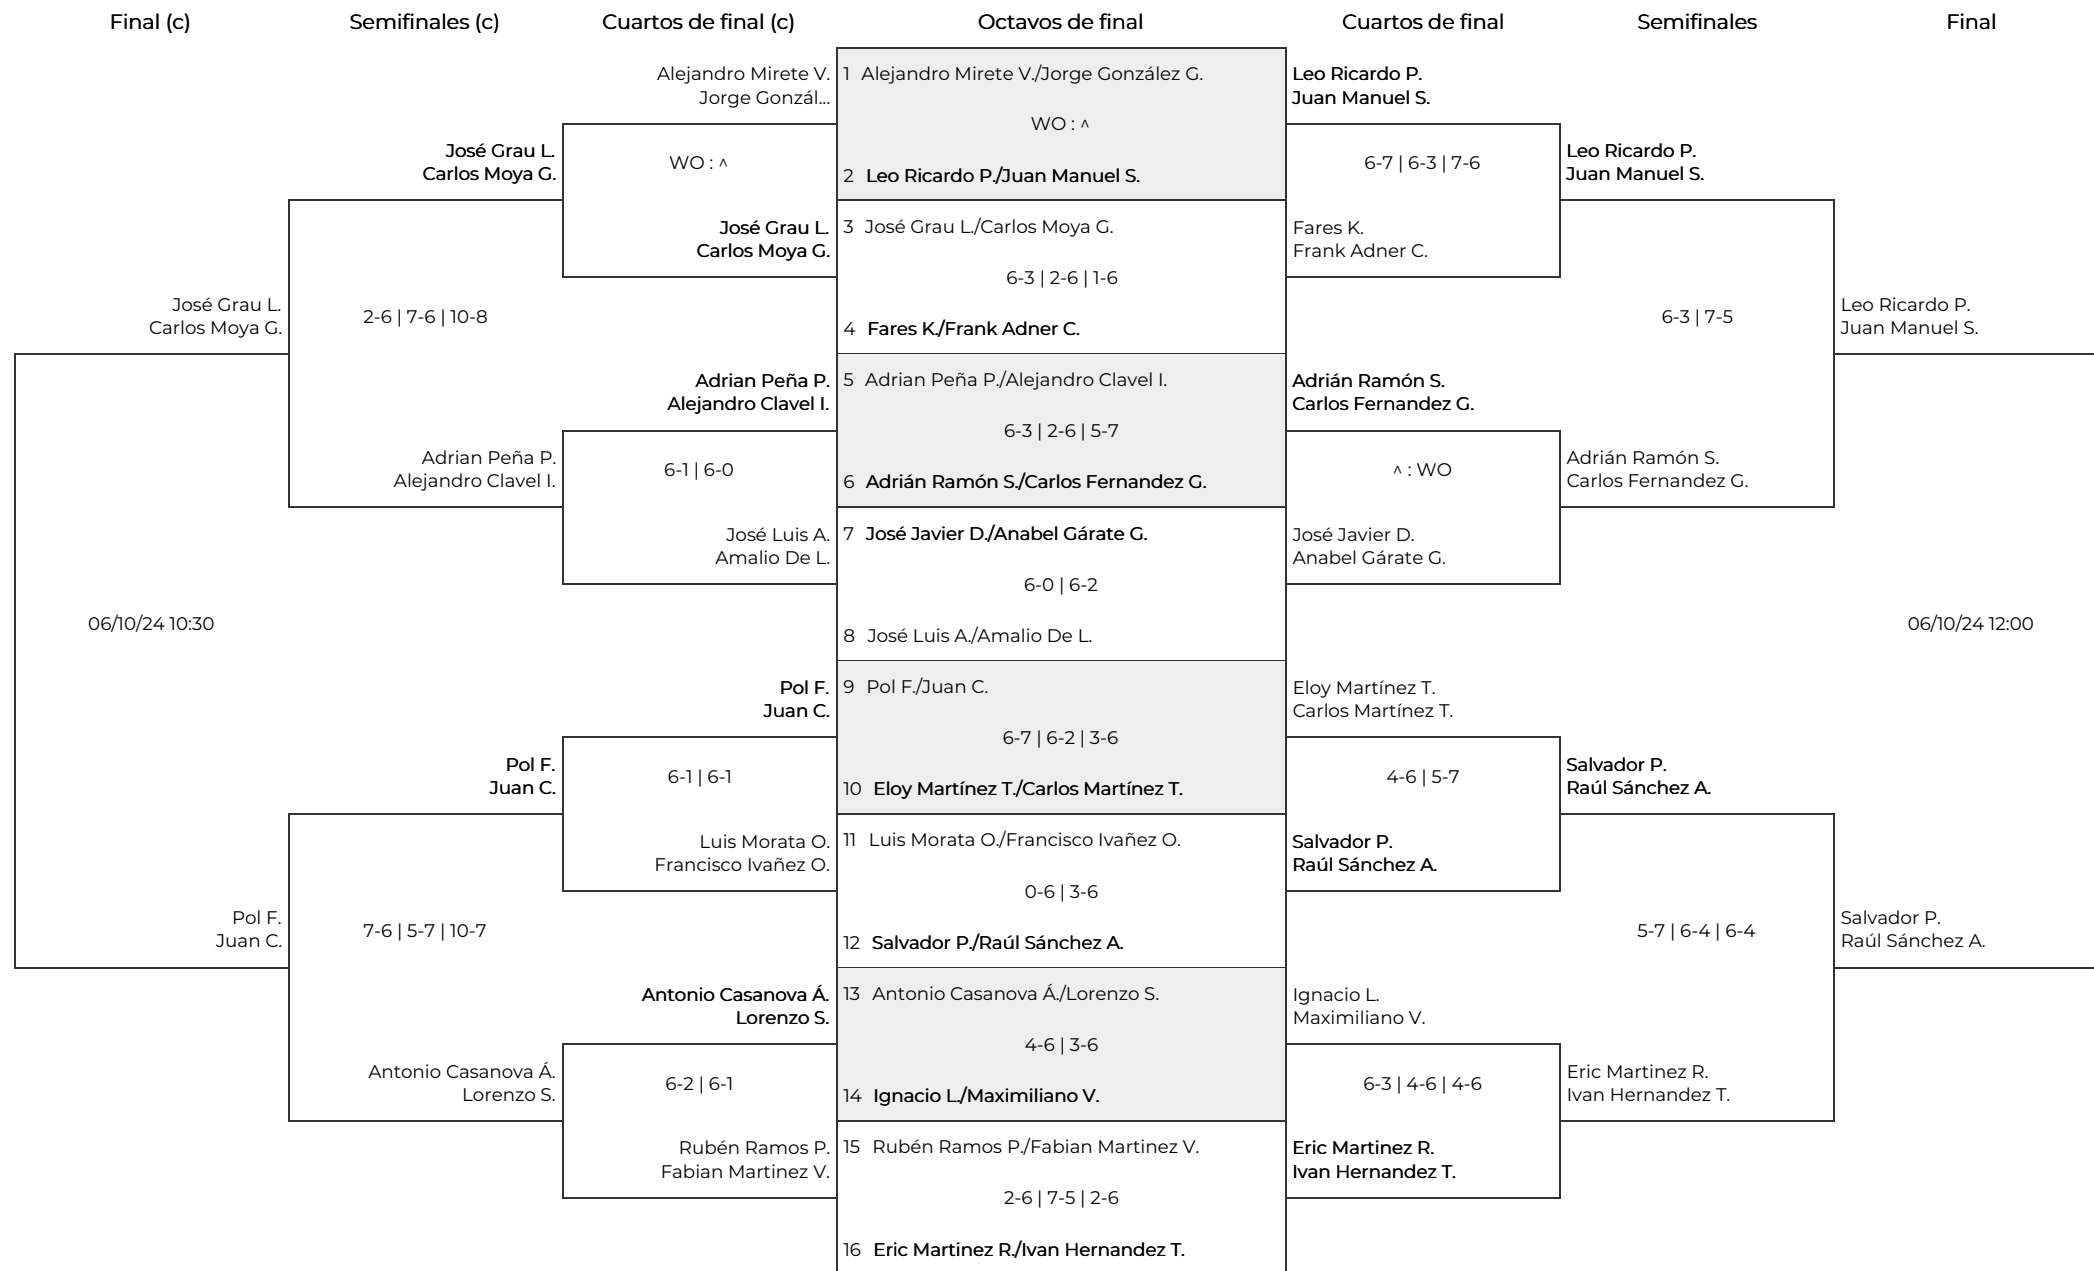 Final (c)
Semifinales (c)
Cuartos de final (c)
Octavos de final
Cuartos de final
Semifinales
Final
José Grau L.
Carlos Moya G.
06/10/24 10:30
Pol F.
Juan C.
José Grau L.
Carlos Moya G.
2-6 | 7-6 | 10-8
Adrian Peña P.
Alejandro Clavel I.
Pol F.
Juan C.
7-6 | 5-7 | 10-7
Antonio Casanova Á.
Lorenzo S.
Alejandro Mirete V.
Jorge Gonzál...
WO : ^
José Grau L.
Carlos Moya G.
Adrian Peña P.
Alejandro Clavel I.
6-1 | 6-0
José Luis A.
Amalio De L.
Pol F.
Juan C.
6-1 | 6-1
Luis Morata O.
Francisco Ivañez O.
Antonio Casanova Á.
Lorenzo S.
6-2 | 6-1
Rubén Ramos P.
Fabian Martinez V.
1 Alejandro Mirete V./Jorge González G.
WO : ^
2 Leo Ricardo P./Juan Manuel S.
3 José Grau L./Carlos Moya G.
6-3 | 2-6 | 1-6
4 Fares K./Frank Adner C.
5 Adrian Peña P./Alejandro Clavel I.
6-3 | 2-6 | 5-7
6 Adrián Ramón S./Carlos Fernandez G.
7 José Javier D./Anabel Gárate G.
6-0 | 6-2
8 José Luis A./Amalio De L.
9 Pol F./Juan C.
6-7 | 6-2 | 3-6
10 Eloy Martínez T./Carlos Martínez T.
11 Luis Morata O./Francisco Ivañez O.
0-6 | 3-6
12 Salvador P./Raúl Sánchez A.
13 Antonio Casanova Á./Lorenzo S.
4-6 | 3-6
14 Ignacio L./Maximiliano V.
15 Rubén Ramos P./Fabian Martinez V.
2-6 | 7-5 | 2-6
16 Eric Martinez R./Ivan Hernandez T.
Leo Ricardo P.
Juan Manuel S.
6-7 | 6-3 | 7-6
Fares K.
Frank Adner C.
Adrián Ramón S.
Carlos Fernandez G.
^ : WO
José Javier D.
Anabel Gárate G.
Eloy Martínez T.
Carlos Martínez T.
4-6 | 5-7
Salvador P.
Raúl Sánchez A.
Ignacio L.
Maximiliano V.
6-3 | 4-6 | 4-6
Eric Martinez R.
Ivan Hernandez T.
Leo Ricardo P.
Juan Manuel S.
6-3 | 7-5
Adrián Ramón S.
Carlos Fernandez G.
Salvador P.
Raúl Sánchez A.
5-7 | 6-4 | 6-4
Eric Martinez R.
Ivan Hernandez T.
Leo Ricardo P.
Juan Manuel S.
06/10/24 12:00
Salvador P.
Raúl Sánchez A.